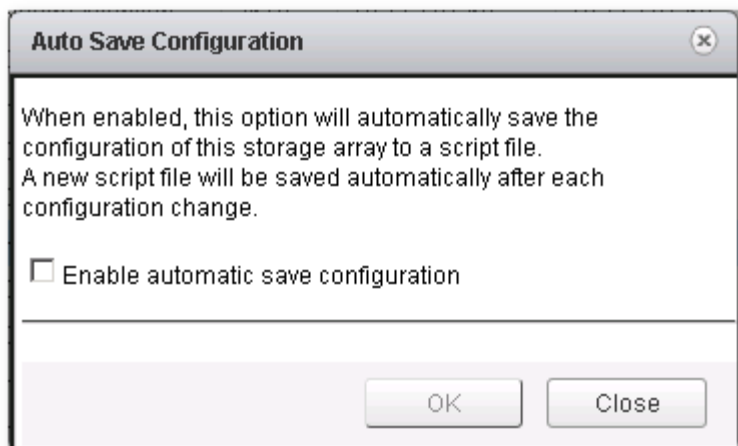 Auto Save Configuration
When enabled, this option will automatically save the
configuration of this storage array to a script file.
A new script file will be saved automatically after each
configuration change.
Enable automatic save configuration
OK Close